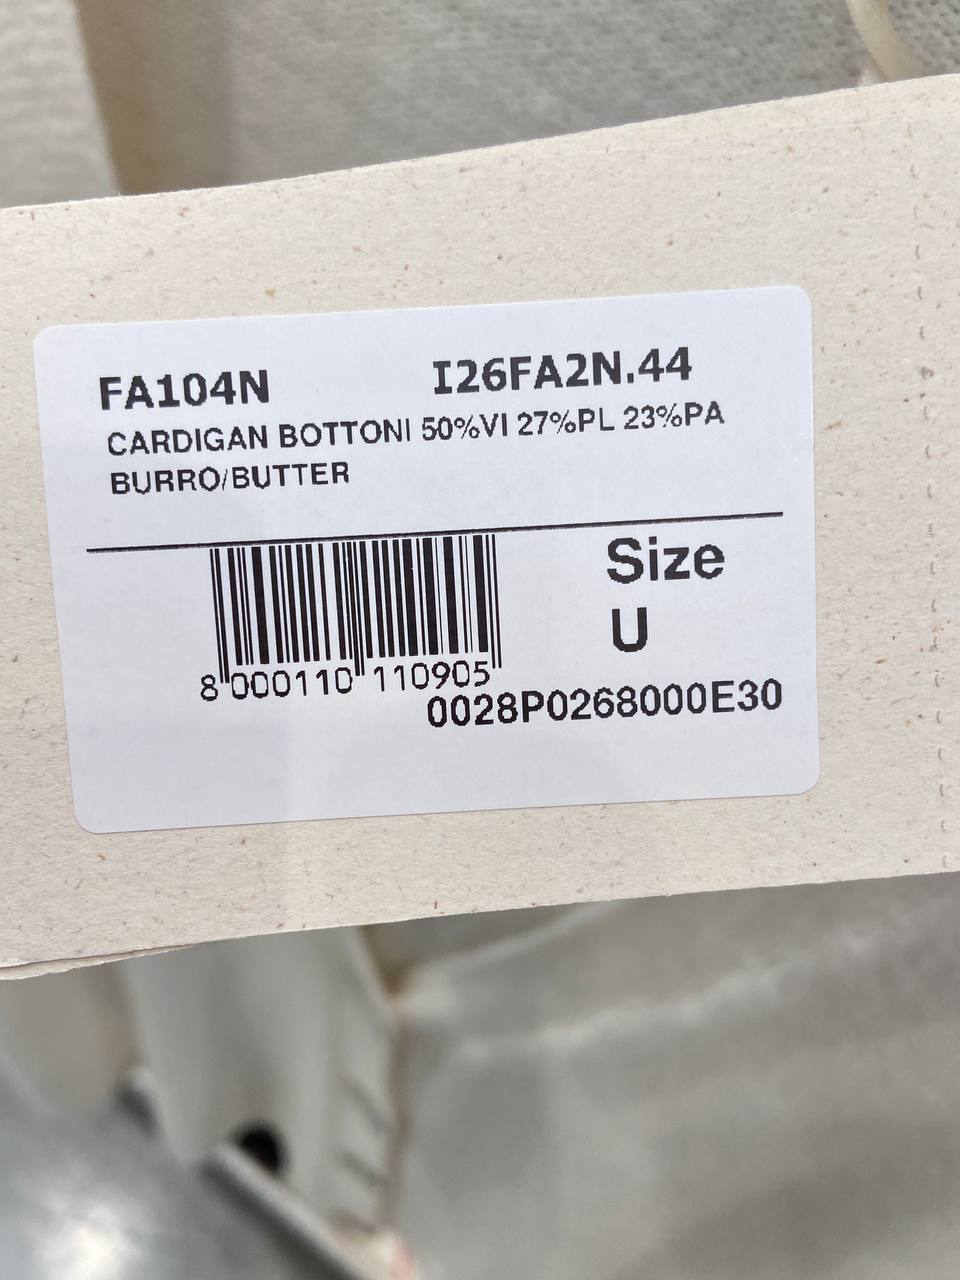 FA104N I26FA2N.44
CARDIGAN BOTTONI 50%VI 27%PL 23%PA
BURRO/BUTTER
Size
U
8 000110 110905
0028P0268000E30